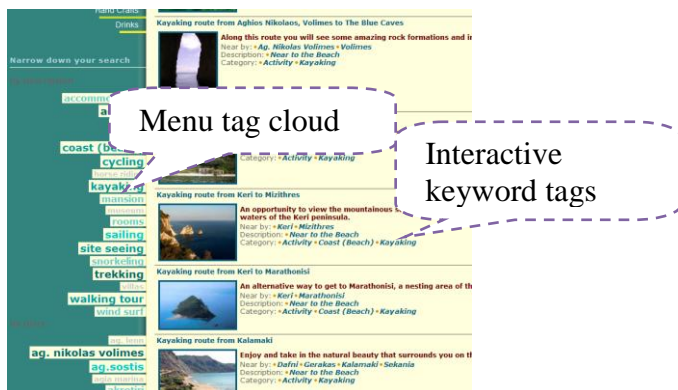 Hand Crafts
Drinks
Narrow down your search
accomm
coast (bea
cycling
horse riding
kayaking
mansion
museum
rooms
sailing
site seeing
snorkeling
trekking
villas
walking tour
wind surf
ag. nikolas volimes
ag.sostis
agia marina
Menu tag cloud
Interactive
keyword tags
Kayaking route from Aghios Nikolaos, Volimes to The Blue Caves
Along this route you will see some amazing rock formations and
Near by: •Ag. Nikolas Volimes •Volimes
Description: •Near to the Beach
Category: •Activity •Kayaking
Category: •Activity •Kayaking
Kayaking route from Keri to Mizithres
An opportunity to view the mountainous
waters of the Keri peninsula.
Near by: •Keri •Mizithres
Description: •Near to the Beach
Category: •Activity •Coast (Beach) •Kayaking
Kayaking route from Keri to Marathonisi
An alternative way to get to Marathonisi, a nesting area of th
Near by: •Keri •Marathonisi
Description: •Near to the Beach
Category: •Activity •Coast (Beach) •Kayaking
Kayaking route from Kalamaki
Enjoy and take in the natural beauty that surrounds you on th
Near by: •Dafni •Gerakas •Kalamaki •Sekania
Description: •Near to the Beach
Category: •Activity •Kayaking